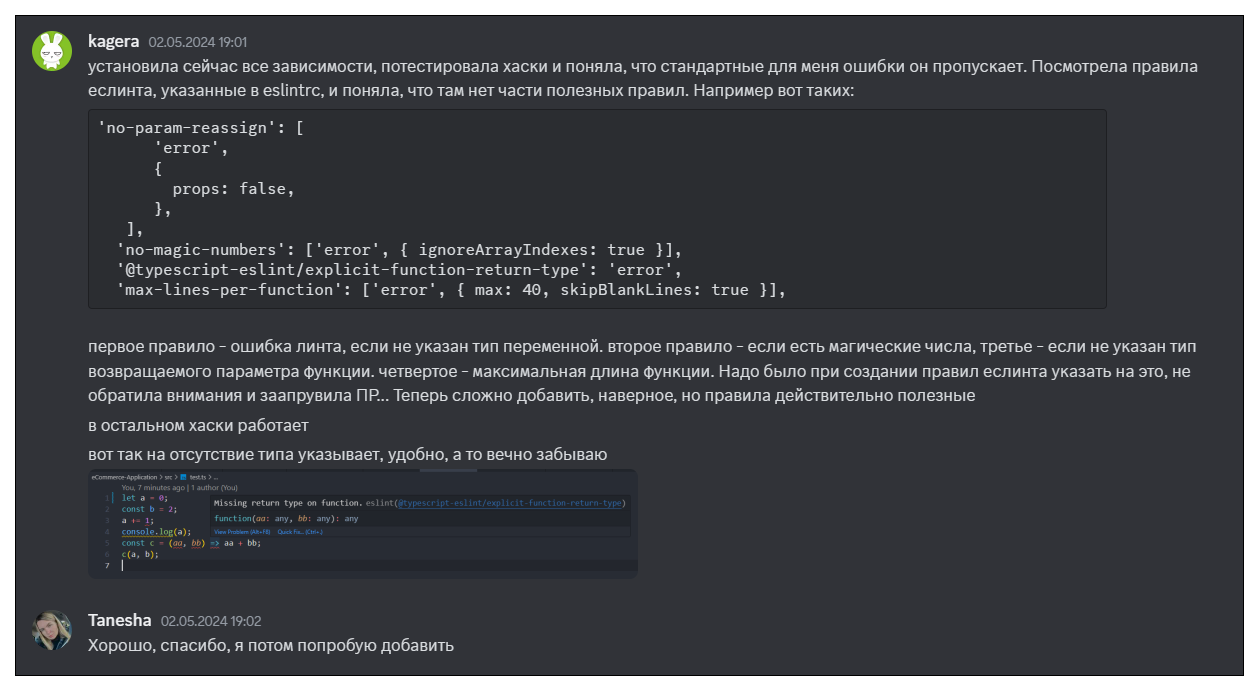 kagera 02.05.2024 19:01
установила сейчас все зависимости, потестировала хаски и поняла, что стандартные для меня ошибки он пропускает. Посмотрела правила
еслинта, указанные в eslintrc, и поняла, что там нет части полезных правил. Например вот таких:
'no-param-reassign': [
'error',
{
props: false,
},
],
'no-magic-numbers': ['error', { ignoreArrayIndexes: true }],
'@typescript-eslint/explicit-function-return-type': 'error',
'max-lines-per-function': ['error', { max: 40, skipBlankLines: true }],
первое правило - ошибка линта, если не указан тип переменной. второе правило - если есть магические числа, третье - если не указан тип
возвращаемого параметра функции. четвертое - максимальная длина функции. Надо было при создании правил еслинта указать на это, не
обратила внимания и заапрувила ПР... Теперь сложно добавить, наверное, но правила действительно полезные
в остальном хаски работает
вот так на отсутствие типа указывает, удобно, а то вечно забываю
eCommerce-Application > src > test.ts > ...
You, 7 minutes ago | 1 author (You)
1 let a = 0;
2 const b = 2;
3 a += 1;
4 console.log(a);
5 const c = (aa, bb) => aa + bb;
6 c(a, b);
7
Missing return type on function. eslint(@typescript-eslint/explicit-function-return-type)
function(aa: any, bb: any): any
View Problem (Alt+F8) Quick Fix... (Ctrl+.)
Tanesha 02.05.2024 19:02
Хорошо, спасибо, я потом попробую добавить